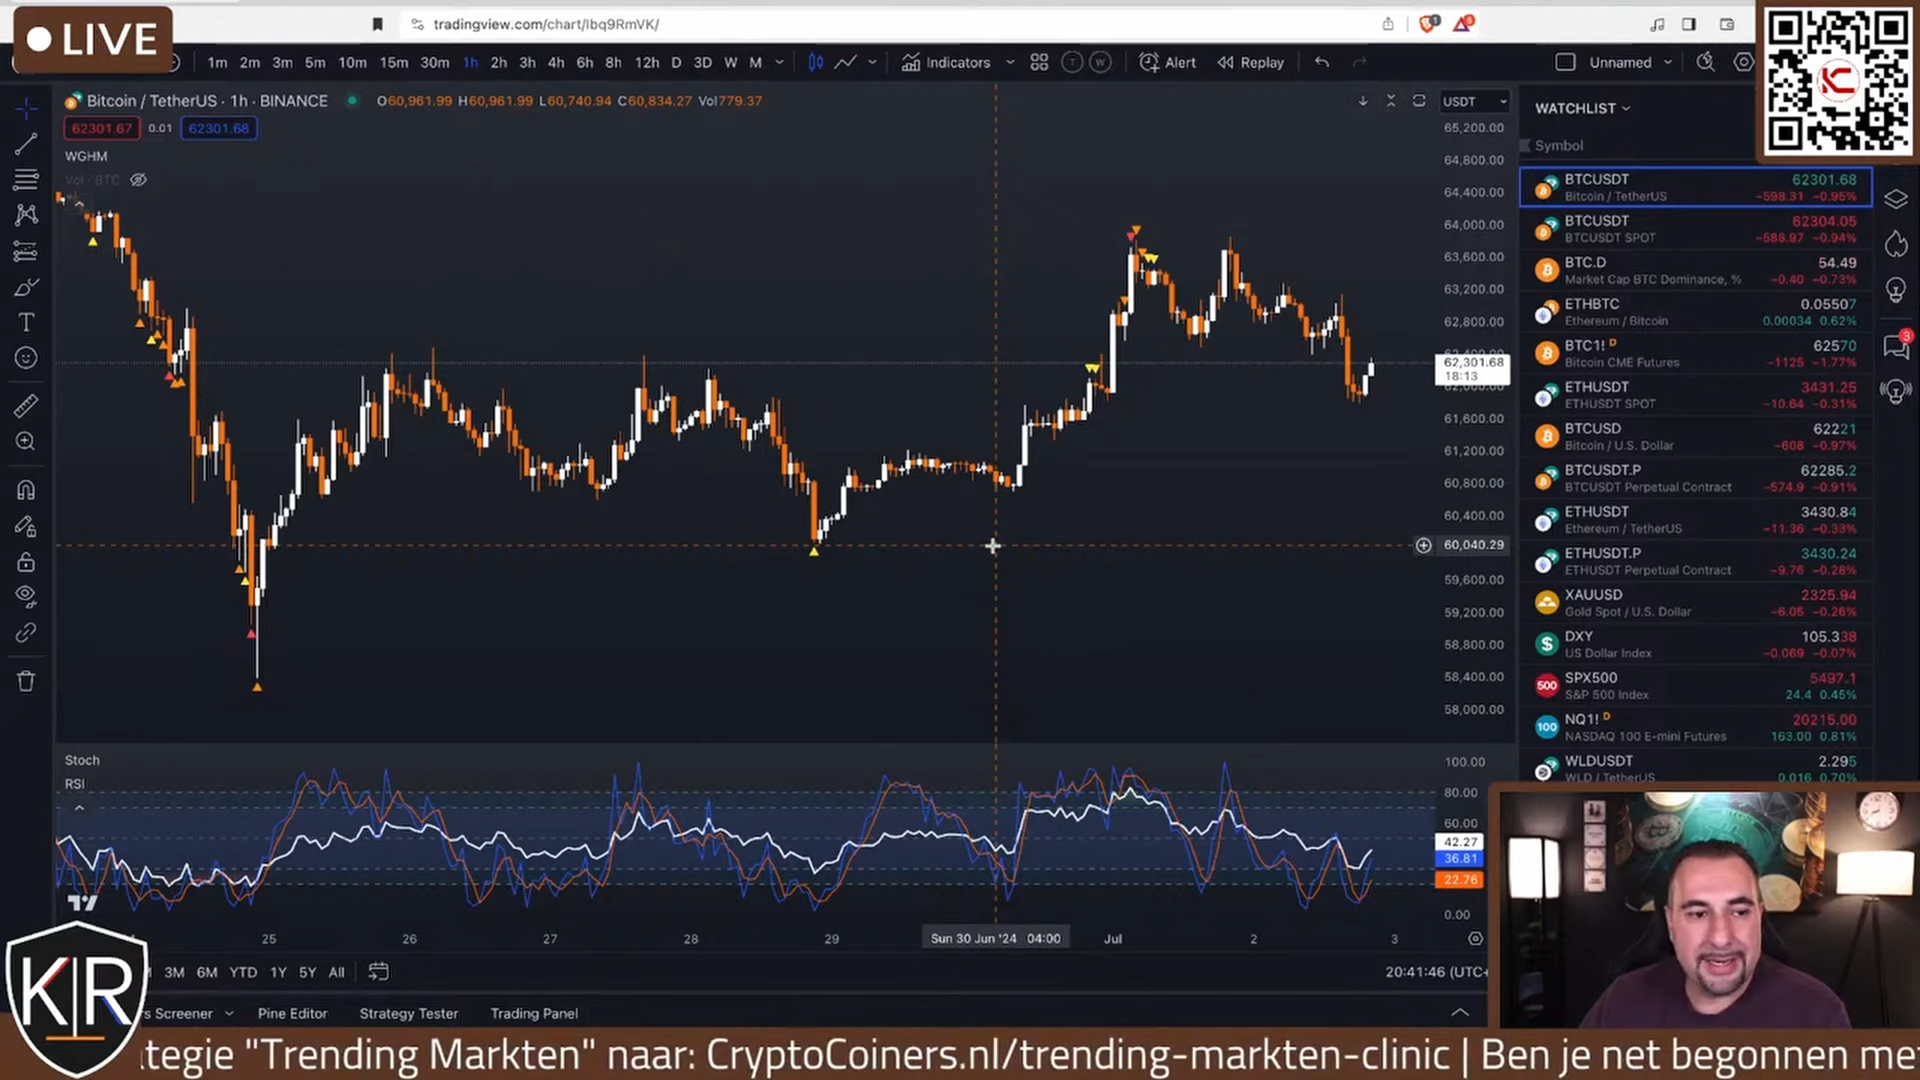 LIVE
tradingview.com/chart/lbq9RmVK/
1m 2m 3m 5m 10m 15m 30m 1h 2h 3h 4h 6h 8h 12h D 3D W M
Indicators
T W
Alert
Replay
Unnamed
Bitcoin / TetherUS · 1h · BINANCE
O60,961.99 H60,961.99 L60,740.94 C60,834.27 Vol779.37
62301.67 0.01 62301.68
WGHM
Vol · BTC
USDT
65,200.00
64,800.00
64,400.00
64,000.00
63,600.00
63,200.00
62,800.00
62,301.68
18:13
61,600.00
61,200.00
60,800.00
60,400.00
60,040.29
59,600.00
59,200.00
58,800.00
58,400.00
58,000.00
WATCHLIST
Symbol
BTCUSDT 62301.68
Bitcoin / TetherUS −598.31 −0.95%
BTCUSDT 62304.05
BTCUSDT SPOT −588.97 −0.94%
BTC.D 54.49
Market Cap BTC Dominance, % −0.40 −0.73%
ETHBTC 0.05507
Ethereum / Bitcoin 0.00034 0.62%
BTC1! D 62570
Bitcoin CME Futures −1125 −1.77%
ETHUSDT 3431.25
ETHUSDT SPOT −10.64 −0.31%
BTCUSD 62221
Bitcoin / U.S. Dollar −608 −0.97%
BTCUSDT.P 62285.2
BTCUSDT Perpetual Contract −574.9 −0.91%
ETHUSDT 3430.84
Ethereum / TetherUS −11.36 −0.33%
ETHUSDT.P 3430.24
ETHUSDT Perpetual Contract −9.76 −0.28%
XAUUSD 2325.94
Gold Spot / U.S. Dollar −6.05 −0.26%
DXY 105.338
US Dollar Index −0.069 −0.07%
SPX500 5497.1
S&P 500 Index 24.4 0.45%
NQ1! D 20215.00
NASDAQ 100 E-mini Futures 163.00 0.81%
WLDUSDT 2.295
WLD / TetherUS 0.016 0.70%
500
100
3
Stoch
RSI
100.00
80.00
60.00
42.27
36.81
22.76
0.00
25 26 27 28 29 Sun 30 Jun '24 04:00 Jul 2 3
3M 6M YTD 1Y 5Y All
20:41:46 (UTC+
rs Screener Pine Editor Strategy Tester Trading Panel
KR
tegie "Trending Markten" naar: CryptoCoiners.nl/trending-markten-clinic | Ben je net begonnen me